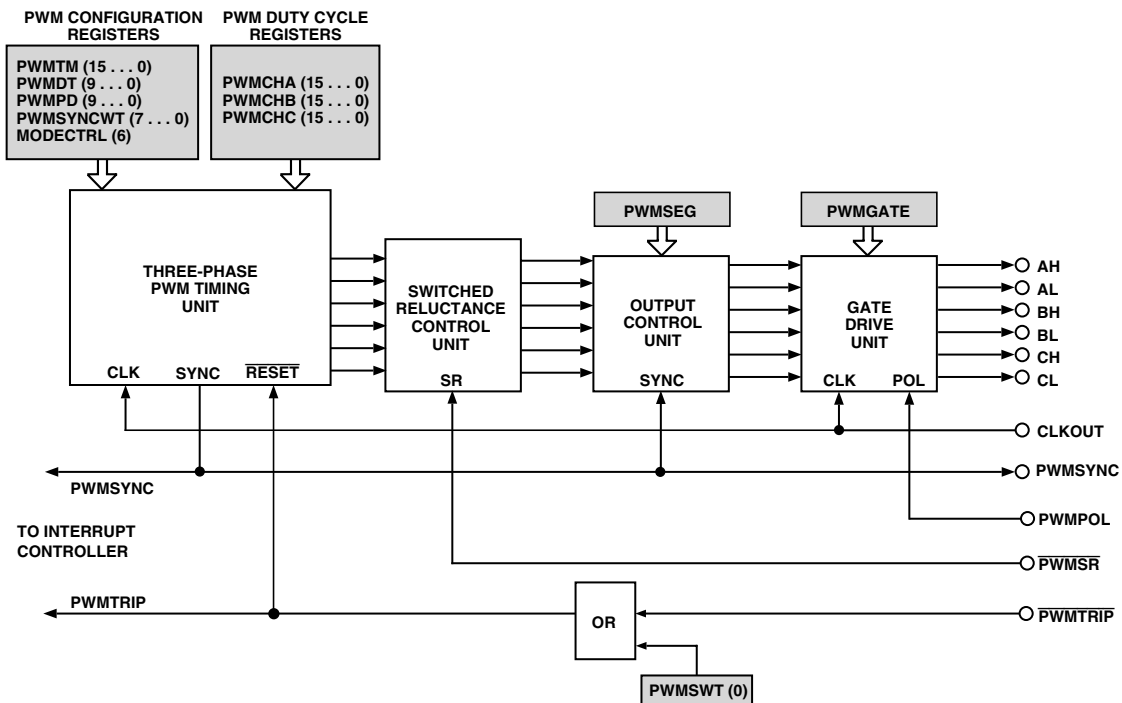 PWM CONFIGURATION
REGISTERS
PWMTM (15 . . . 0)
PWMDT (9 . . . 0)
PWMPD (9 . . . 0)
PWMSYNCWT (7 . . . 0)
MODECTRL (6)
PWM DUTY CYCLE
REGISTERS
PWMCHA (15 . . . 0)
PWMCHB (15 . . . 0)
PWMCHC (15 . . . 0)
THREE-PHASE
PWM TIMING
UNIT
CLK
SYNC
RESET
SWITCHED
RELUCTANCE
CONTROL
UNIT
SR
PWMSEG
OUTPUT
CONTROL
UNIT
SYNC
PWMGATE
GATE
DRIVE
UNIT
CLK
POL
AH
AL
BH
BL
CH
CL
CLKOUT
PWMSYNC
PWMSYNC
PWMPOL
TO INTERRUPT
CONTROLLER
PWMSR
PWMTRIP
OR
PWMTRIP
PWMSWT (0)